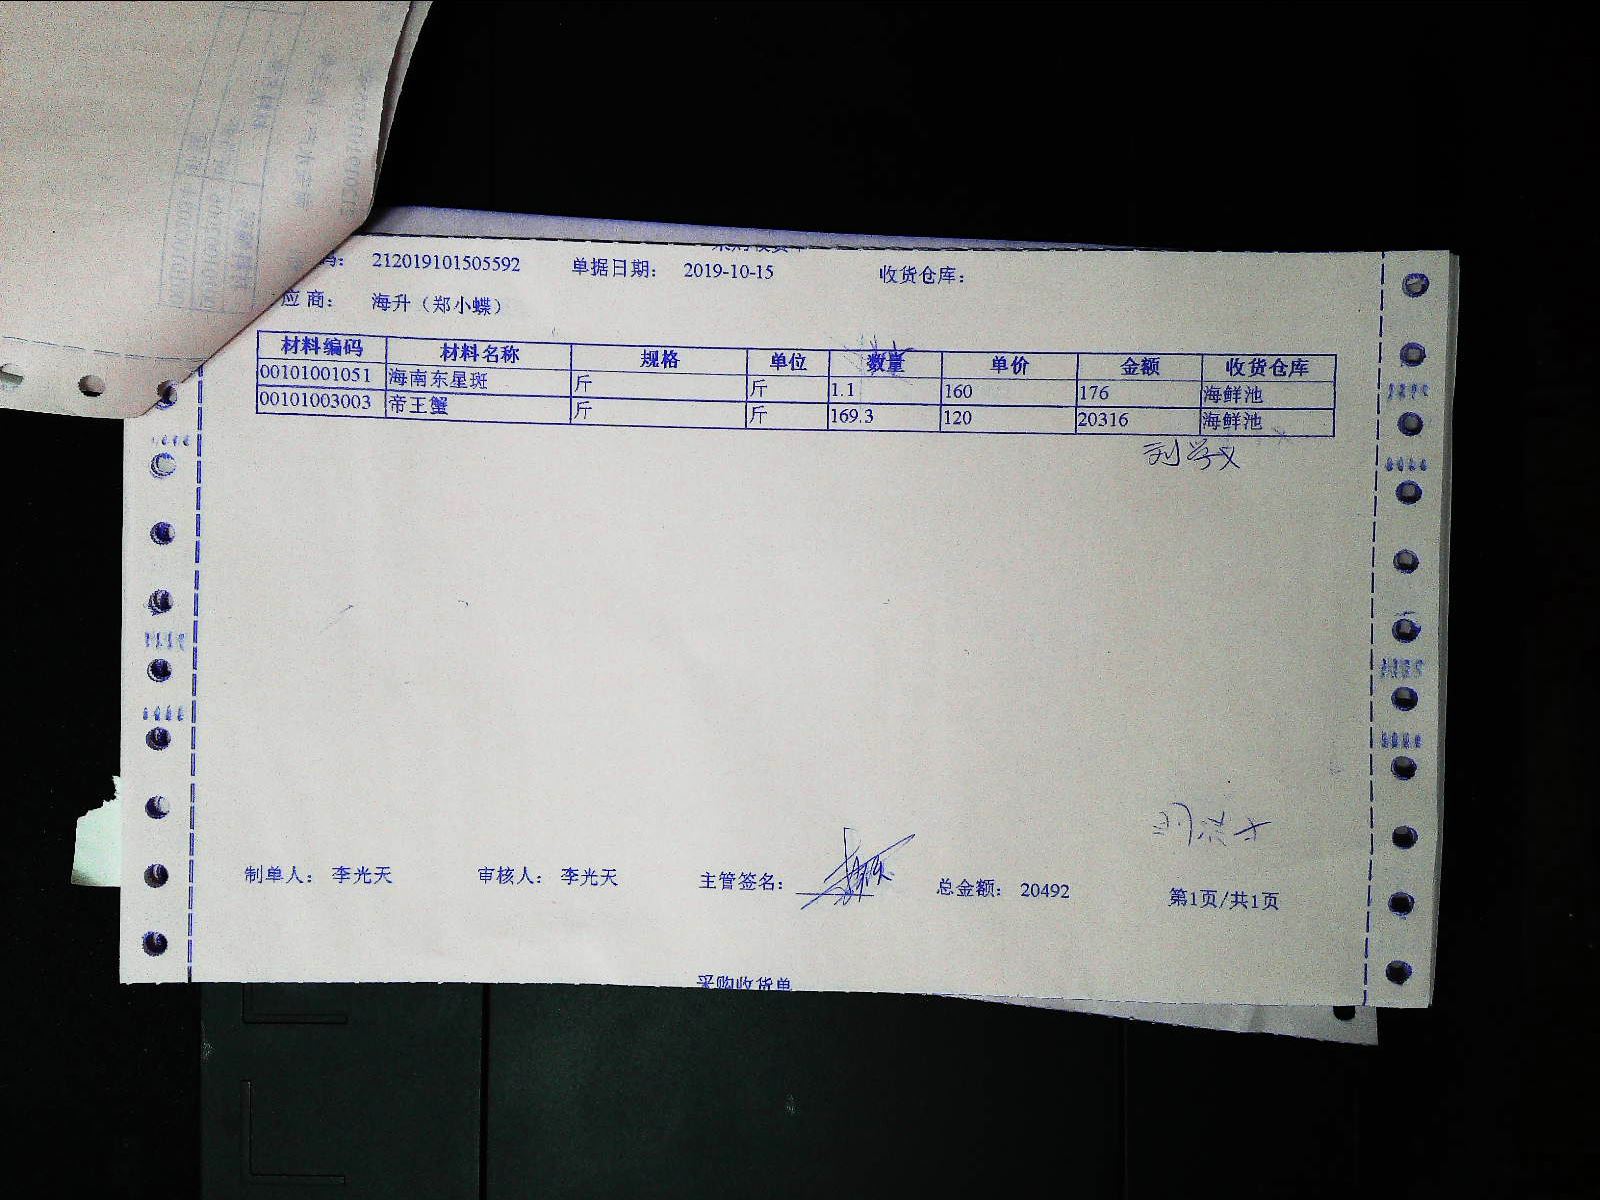 码： 212019101505592 单据日期： 2019-10-15 收货仓库：
应商： 海升（郑小蝶）
材料编码 材料名称 规格 单位 数量 单价 金额 收货仓库
00101001051 海南东星斑 斤 斤 1.1 160 176 海鲜池
00101003003 帝王蟹 斤 斤 169.3 120 20316 海鲜池
刘学义
制单人： 李光天 审核人： 李光天 主管签名： 总金额： 20492 第1页/共1页
采购收货单